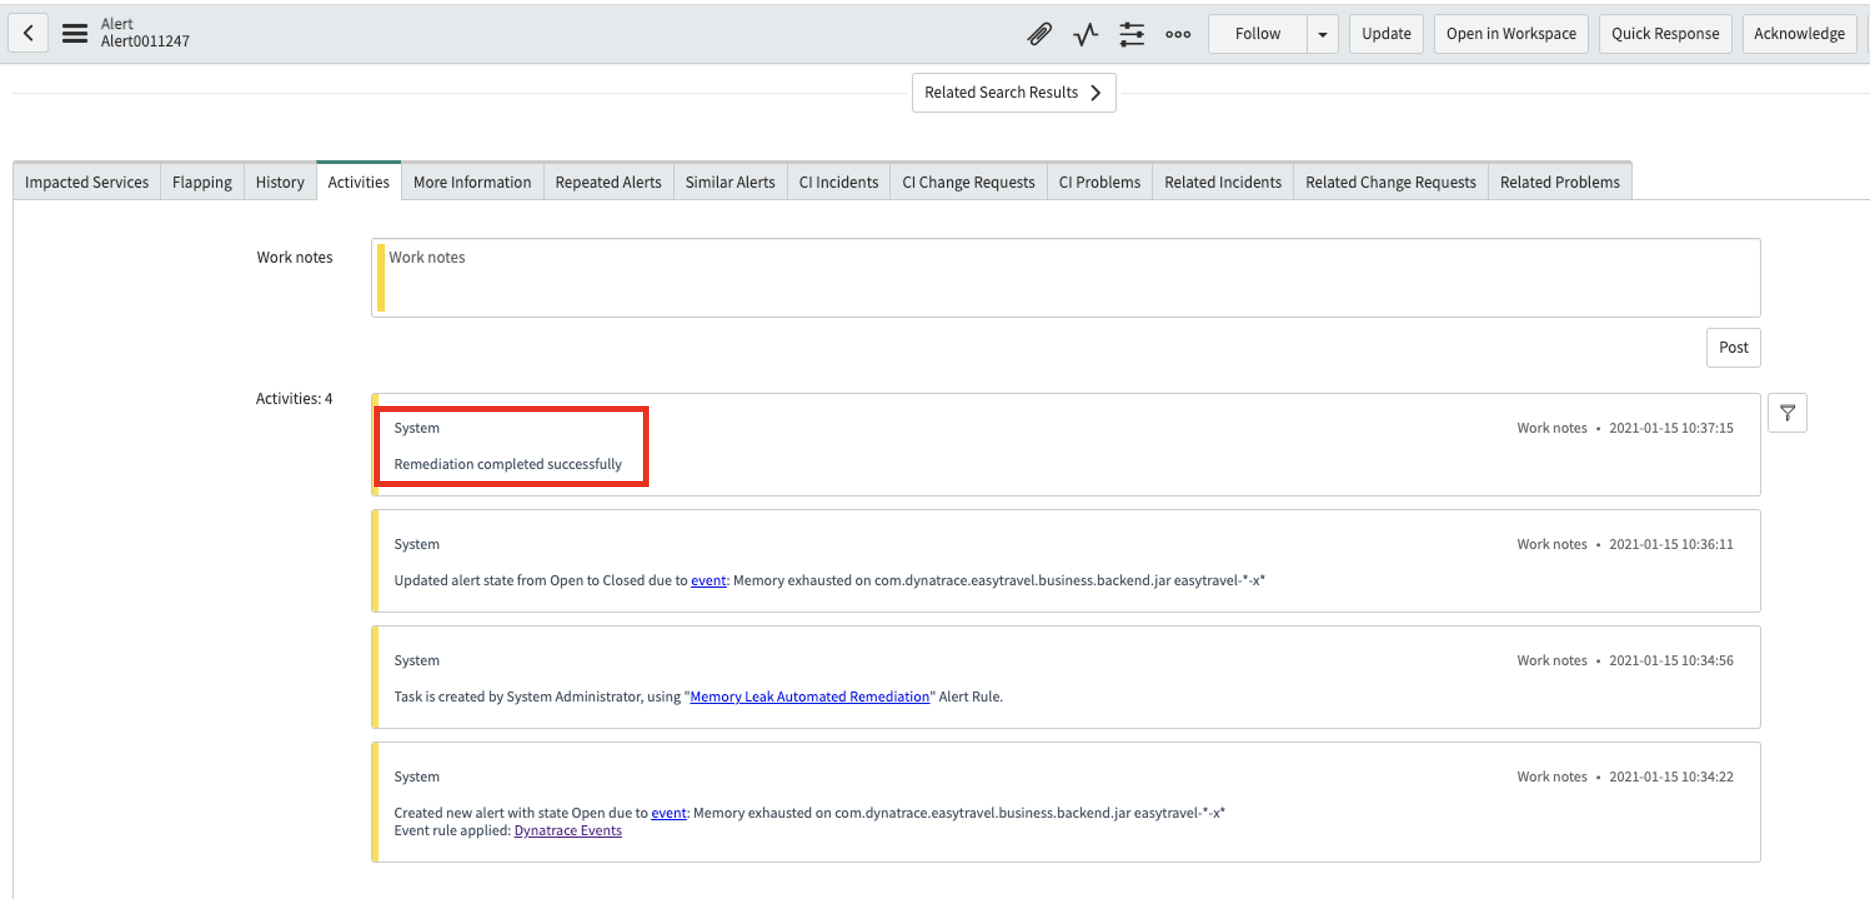 Alert
Alert0011247
Follow
Update
Open in Workspace
Quick Response
Acknowledge
Related Search Results
Impacted Services
Flapping
History
Activities
More Information
Repeated Alerts
Similar Alerts
CI Incidents
CI Change Requests
CI Problems
Related Incidents
Related Change Requests
Related Problems
Work notes
Work notes
Post
Activities: 4
System
Work notes • 2021-01-15 10:37:15
Remediation completed successfully
System
Work notes • 2021-01-15 10:36:11
Updated alert state from Open to Closed due to event: Memory exhausted on com.dynatrace.easytravel.business.backend.jar easytravel-*-x*
System
Work notes • 2021-01-15 10:34:56
Task is created by System Administrator, using "Memory Leak Automated Remediation" Alert Rule.
System
Work notes • 2021-01-15 10:34:22
Created new alert with state Open due to event: Memory exhausted on com.dynatrace.easytravel.business.backend.jar easytravel-*-x*
Event rule applied: Dynatrace Events